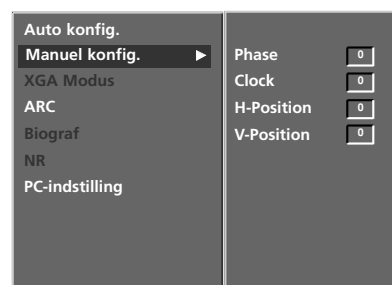 Auto konfig.
Manuel konfig. ▶
XGA Modus
ARC
Biograf
NR
PC-indstilling
Phase 0
Clock 0
H-Position 0
V-Position 0